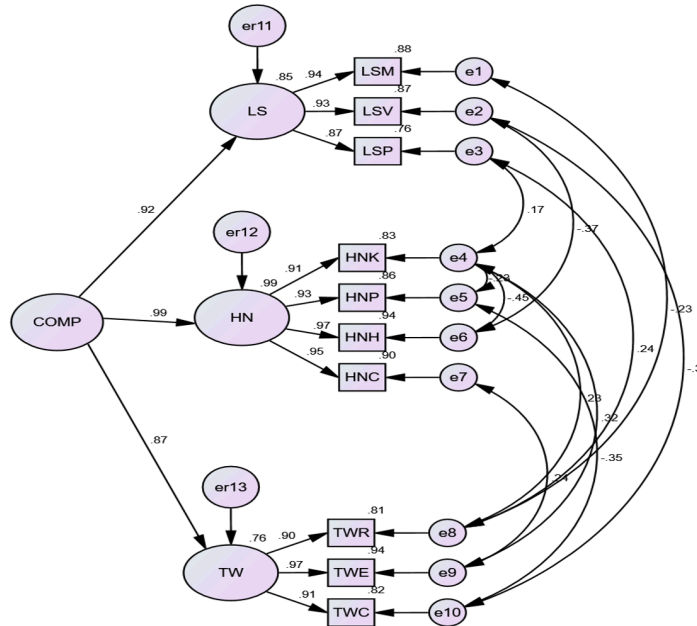 er11
.88
.85 .94 LSM e1
.87
LS .93 LSV e2
.87 .76
LSP e3
.92
.17
-.37
er12
.83
.91 HNK e4
.99 .86
.93 HNP e5
-.45
COMP .99 HN .94
.97 HNH e6
-.23
.95 .90
HNC e7
.24
.23
.32
.87
-.35
er13
.81
.76 .90 TWR e8
.94
TW .97 TWE e9
.91 .82
TWC e10